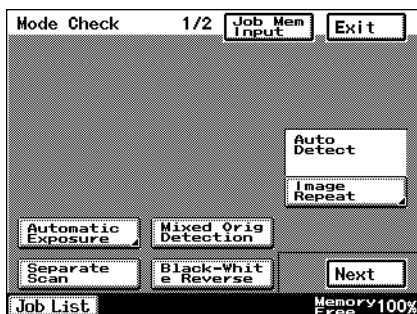 Mode Check 1/2 Job Mem
Input Exit
Auto
Detect
Image
Repeat
Automatic
Exposure
Mixed Orig
Detection
Separate
Scan
Black-Whit
e Reverse
Next
Job List
Memory
Free 100%